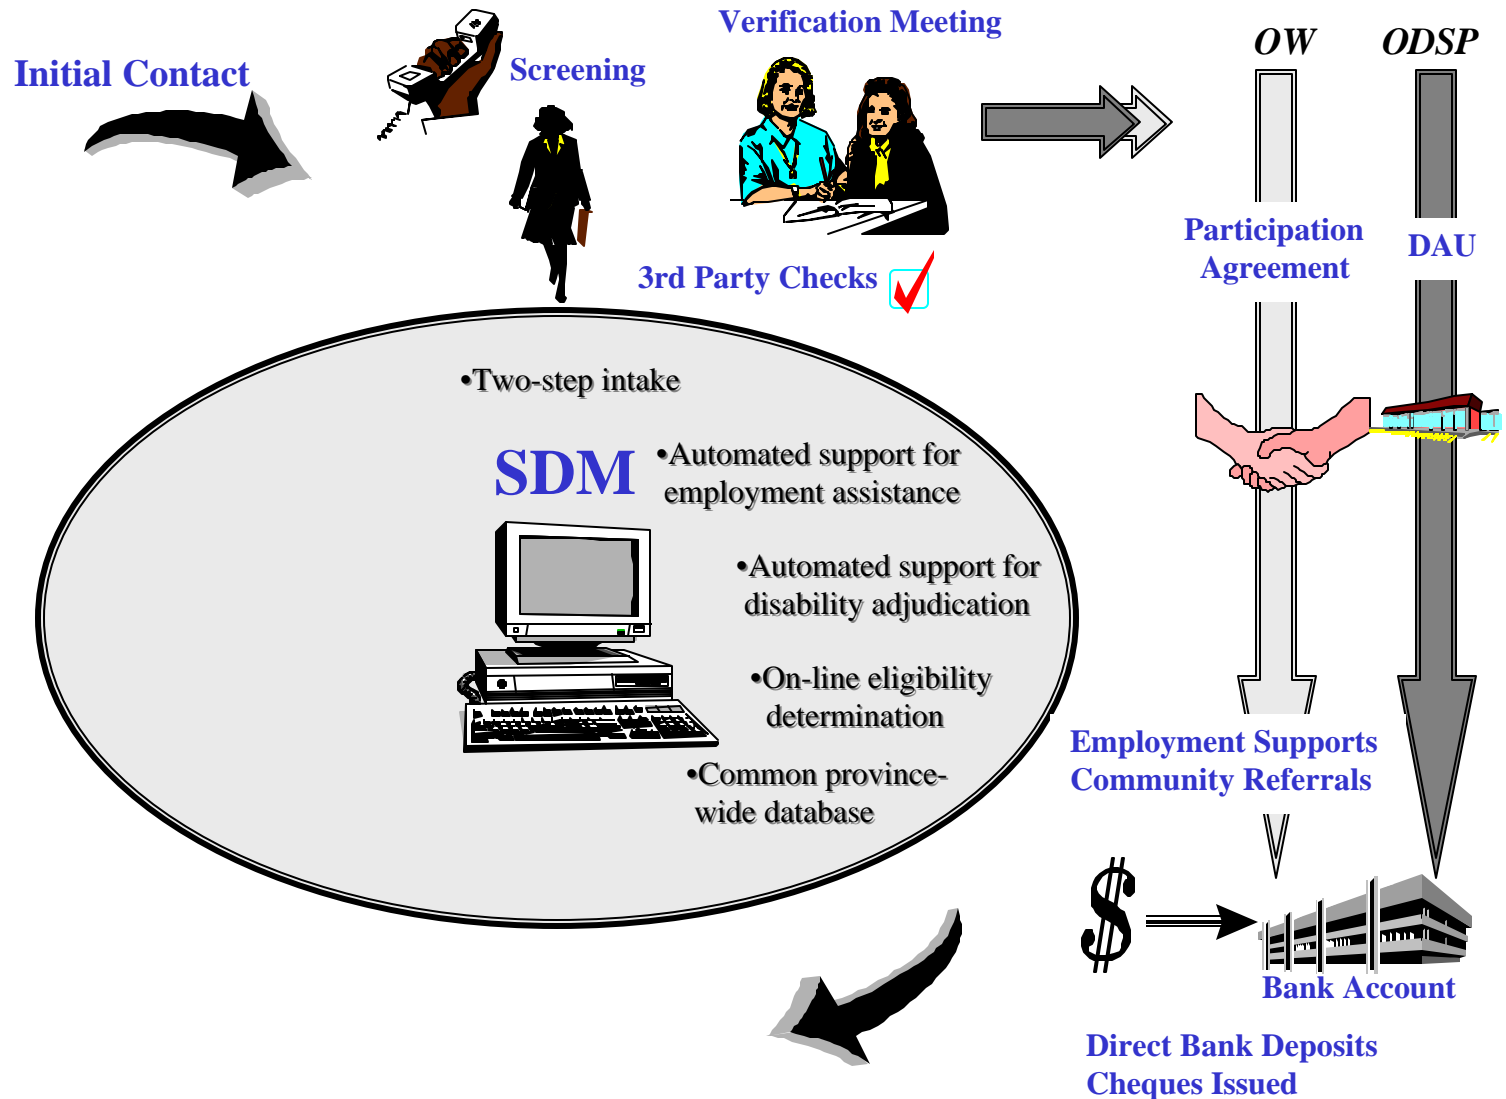 Initial Contact
Screening
Verification Meeting
3rd Party Checks
OW
ODSP
Participation
Agreement
DAU
•Two-step intake
SDM
•Automated support for
employment assistance
•Automated support for
disability adjudication
•On-line eligibility
determination
•Common province-
wide database
Employment Supports
Community Referrals
$
Bank Account
Direct Bank Deposits
Cheques Issued